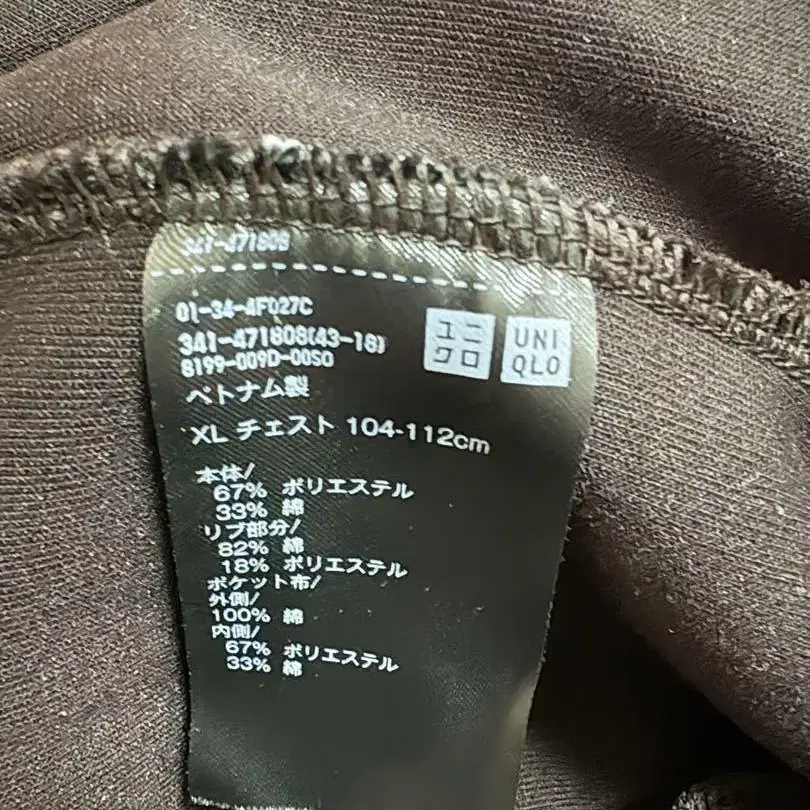 341-471808
01-34-4F027C
341-471808(43-18)
8199-009D-00SO
ユニ
クロ
UNI
QLO
ベトナム製
XL チェスト 104-112cm
本体/
67% ポリエステル
33% 綿
リブ部分/
82% 綿
18% ポリエステル
ポケット布/
外側/
100% 綿
内側/
67% ポリエステル
33% 綿